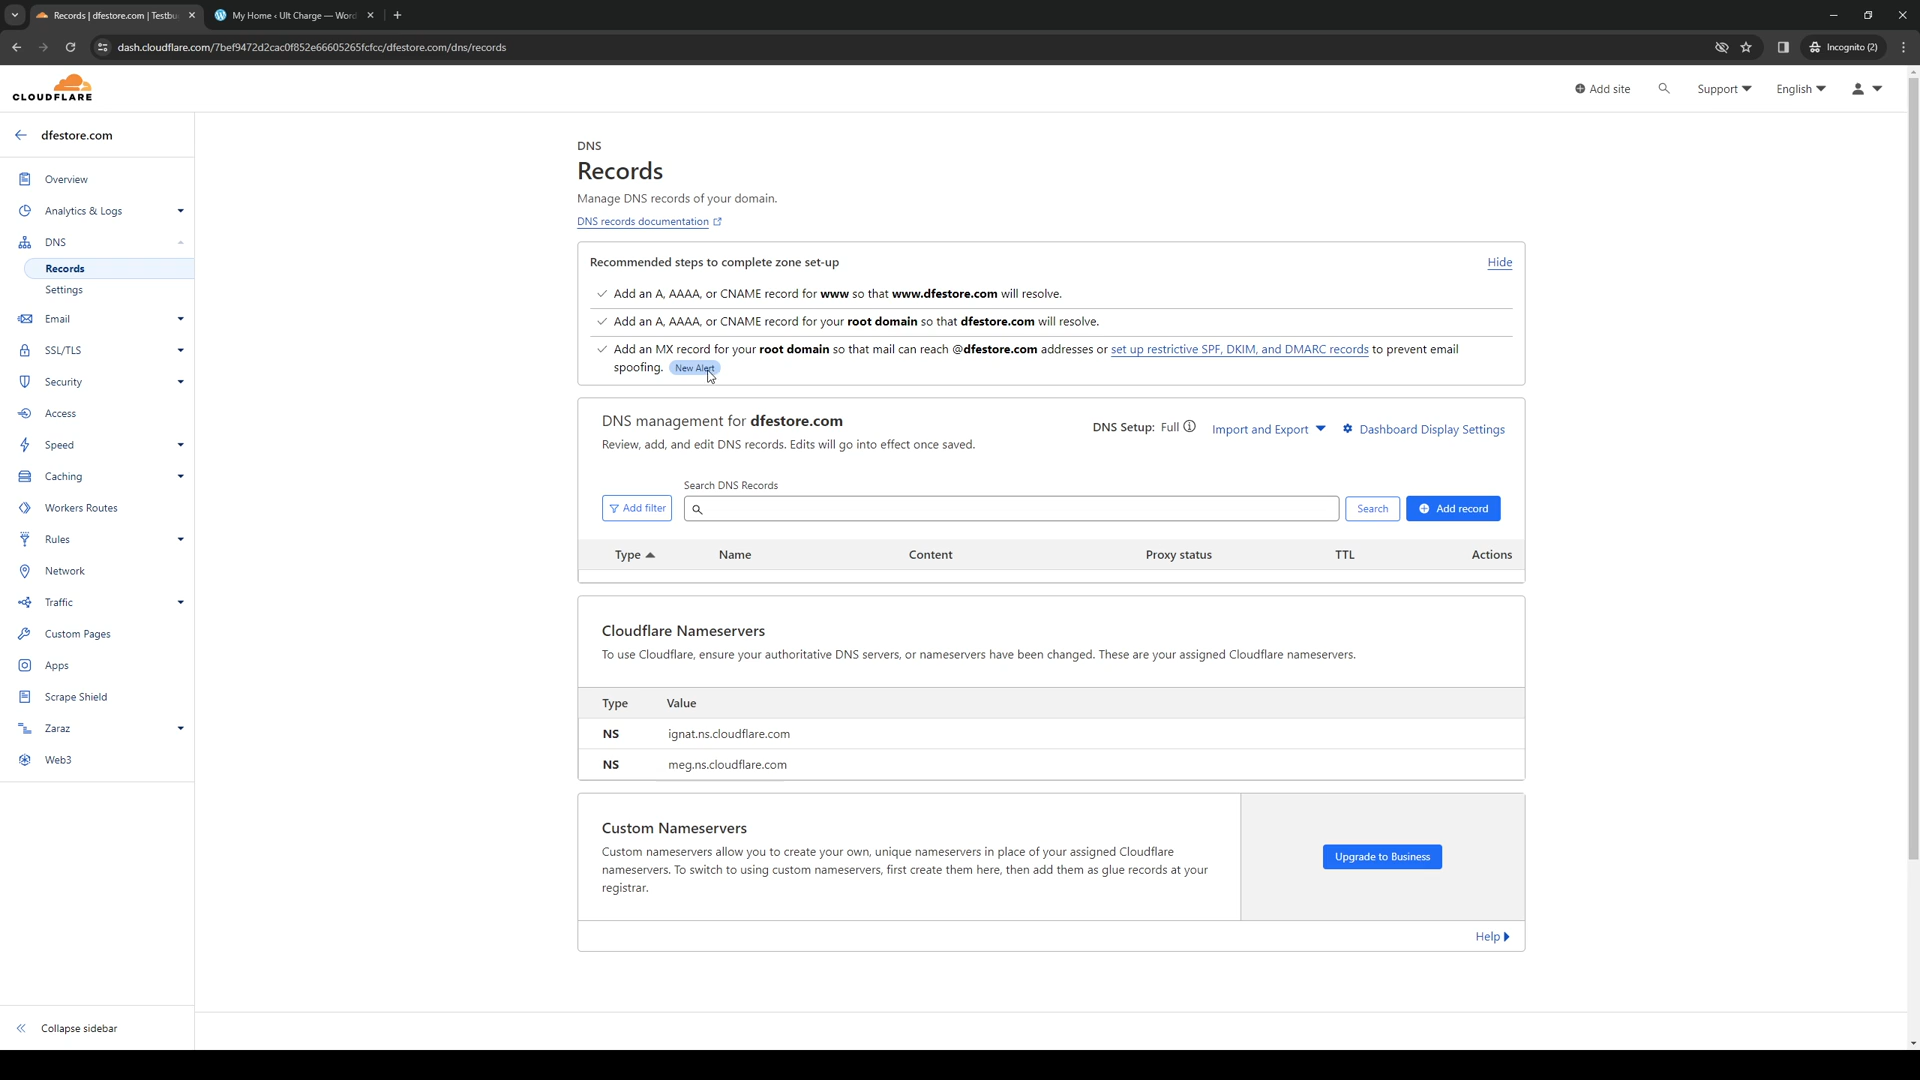 Records | dfestore.com | Testbu
My Home ‹ Ult Charge — Word
dash.cloudflare.com/7bef9472d2cac0f852e66605265fcfcc/dfestore.com/dns/records
Incognito (2)
CLOUDFLARE
Add site
Support
English
dfestore.com
Overview
Analytics & Logs
DNS
Records
Settings
Email
SSL/TLS
Security
Access
Speed
Caching
Workers Routes
Rules
Network
Traffic
Custom Pages
Apps
Scrape Shield
Zaraz
Web3
Collapse sidebar
DNS
Records
Manage DNS records of your domain.
DNS records documentation
Recommended steps to complete zone set-up
Hide
Add an A, AAAA, or CNAME record for www so that www.dfestore.com will resolve.
Add an A, AAAA, or CNAME record for your root domain so that dfestore.com will resolve.
Add an MX record for your root domain so that mail can reach @dfestore.com addresses or set up restrictive SPF, DKIM, and DMARC records to prevent email
spoofing. New Alert
DNS management for dfestore.com
Review, add, and edit DNS records. Edits will go into effect once saved.
DNS Setup: Full
Import and Export
Dashboard Display Settings
Search DNS Records
Add filter
Search
Add record
Type Name Content Proxy status TTL Actions
Cloudflare Nameservers
To use Cloudflare, ensure your authoritative DNS servers, or nameservers have been changed. These are your assigned Cloudflare nameservers.
Type Value
NS ignat.ns.cloudflare.com
NS meg.ns.cloudflare.com
Custom Nameservers
Custom nameservers allow you to create your own, unique nameservers in place of your assigned Cloudflare
nameservers. To switch to using custom nameservers, first create them here, then add them as glue records at your
registrar.
Upgrade to Business
Help